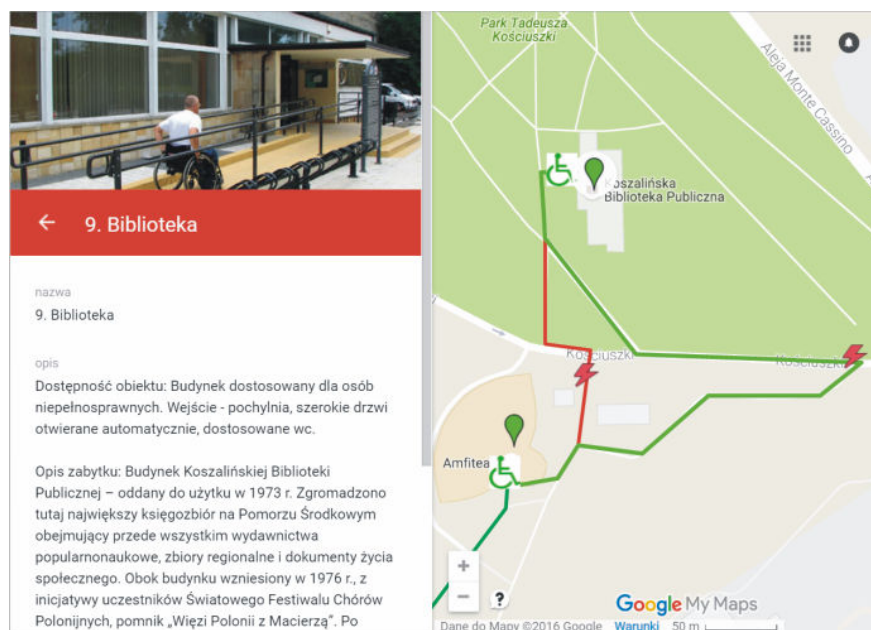 9. Biblioteka
nazwa
9. Biblioteka
opis
Dostępność obiektu: Budynek dostosowany dla osób
niepełnosprawnych. Wejście - pochylnia, szerokie drzwi
otwierane automatycznie, dostosowane wc.
Opis zabytku: Budynek Koszalińskiej Biblioteki
Publicznej – oddany do użytku w 1973 r. Zgromadzono
tutaj największy księgozbiór na Pomorzu Środkowym
obejmujący przede wszystkim wydawnictwa
popularnonaukowe, zbiory regionalne i dokumenty życia
społecznego. Obok budynku wzniesiony w 1976 r., z
inicjatywy uczestników Światowego Festiwalu Chórów
Polonijnych, pomnik „Więzi Polonii z Macierzą”. Po
Park Tadeusza
Kościuszki
Aleja Monte Cassino
Koszalińska
Biblioteka Publiczna
Kościuszki
Kościuszki
Amfitea
+
−
?
Google My Maps
Dane do Mapy ©2016 Google Warunki 50 m